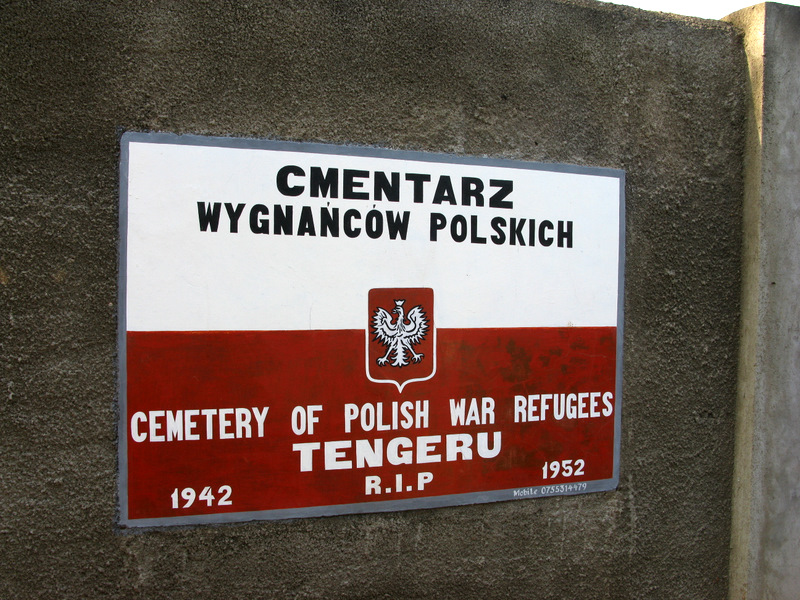 CMENTARZ
WYGNAŃCÓW POLSKICH
CEMETERY OF POLISH WAR REFUGEES
TENGERU
R.I.P
1942 1952
Mobile 0755314479